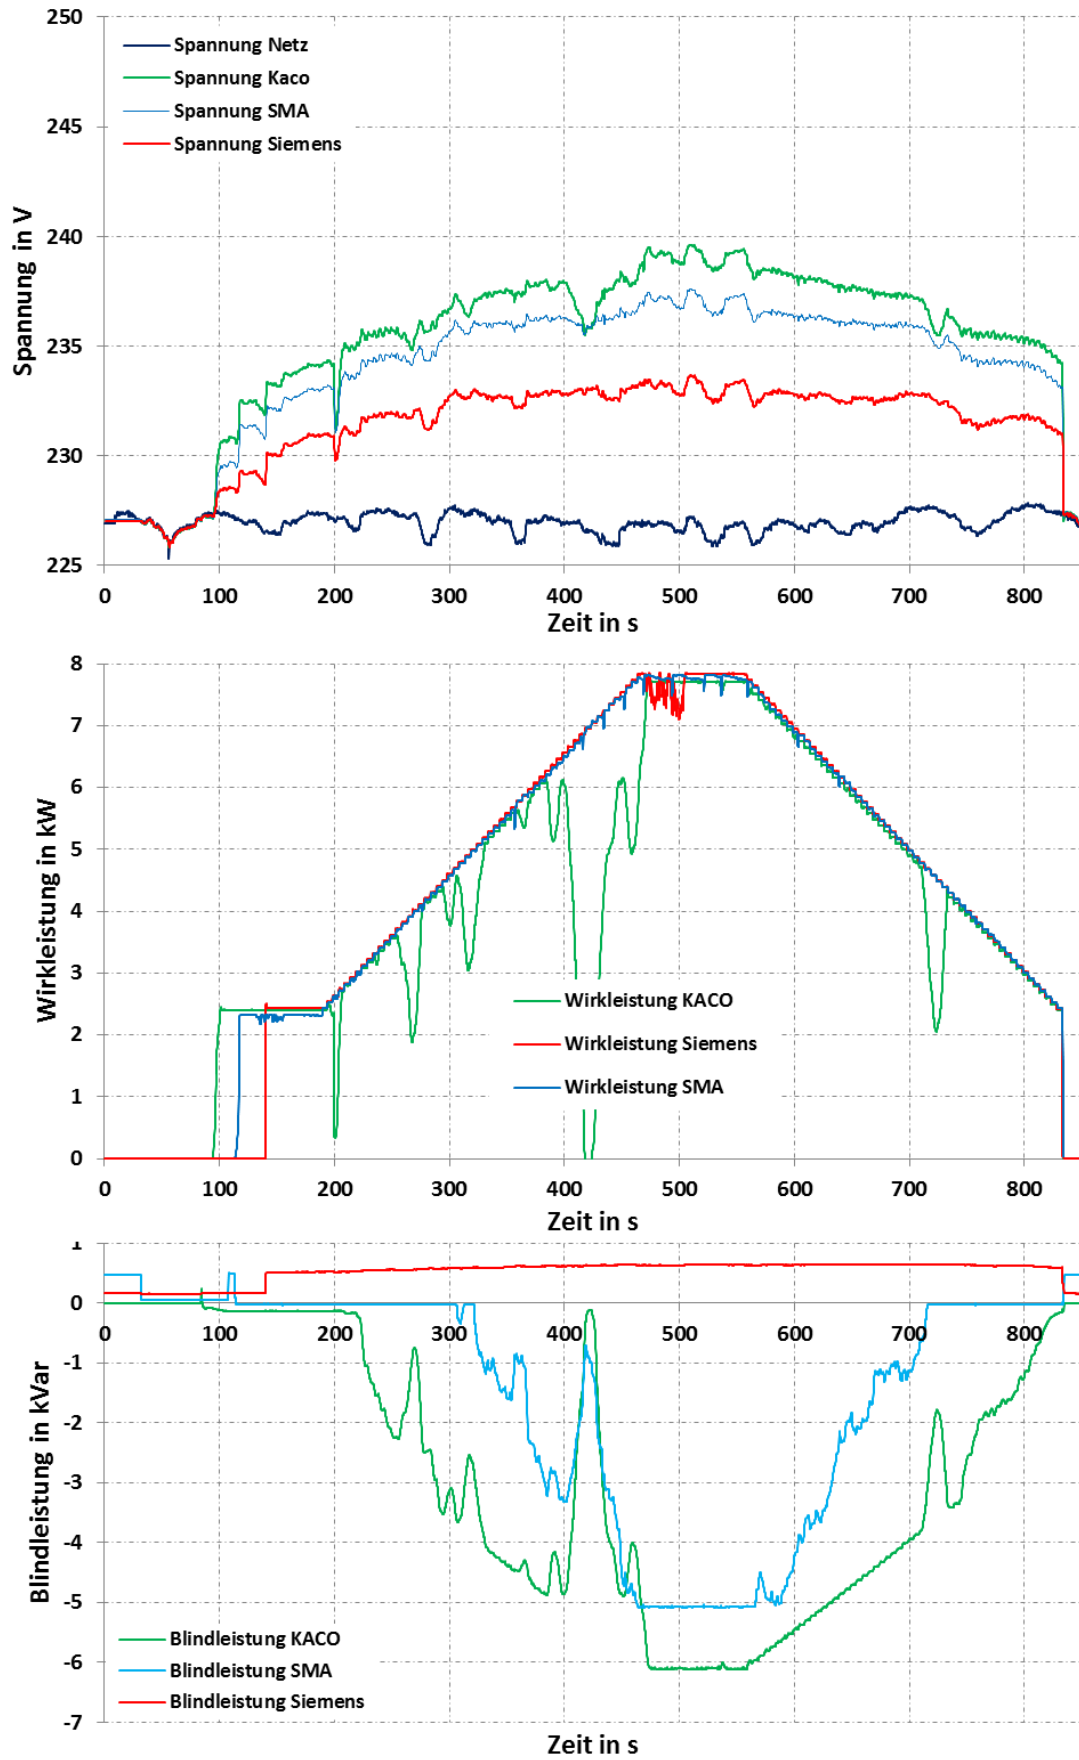 250
245
240
235
230
225
Spannung in V
Spannung Netz
Spannung Kaco
Spannung SMA
Spannung Siemens
0 100 200 300 400 500 600 700 800
Zeit in s
8
7
6
5
4
3
2
1
0
Wirkleistung in kW
Wirkleistung KACO
Wirkleistung Siemens
Wirkleistung SMA
0 100 200 300 400 500 600 700 800
Zeit in s
1
0
-1
-2
-3
-4
-5
-6
-7
Blindleistung in kVar
0 100 200 300 400 500 600 700 800
Blindleistung KACO
Blindleistung SMA
Blindleistung Siemens
Zeit in s